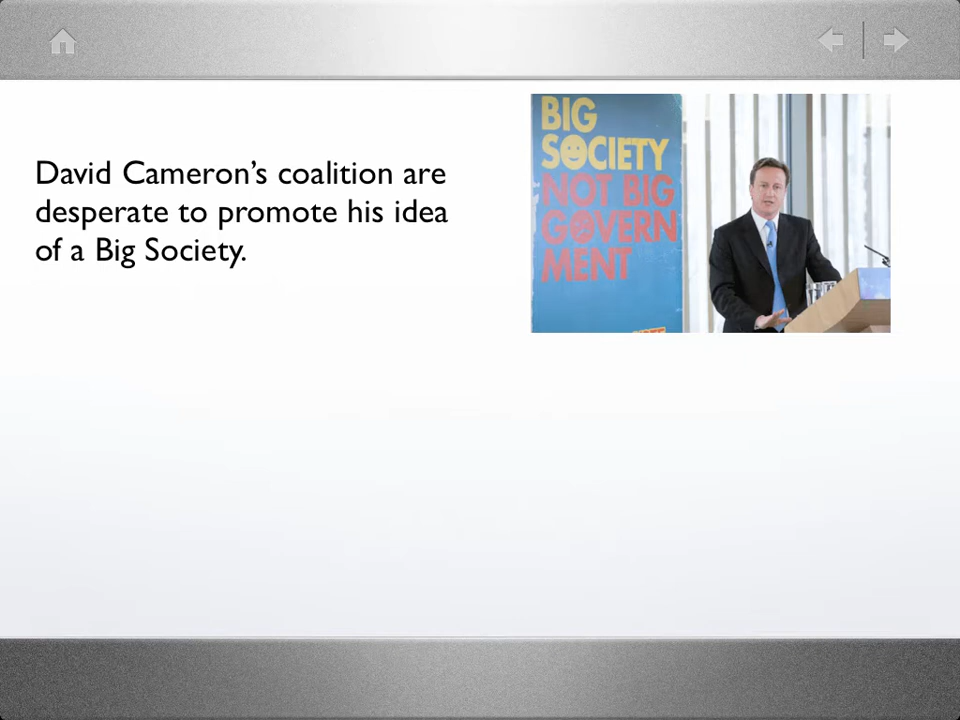 David Cameron’s coalition are
desperate to promote his idea
of a Big Society.
BIG
SOCIETY
NOT BIG
GOVERN
MENT